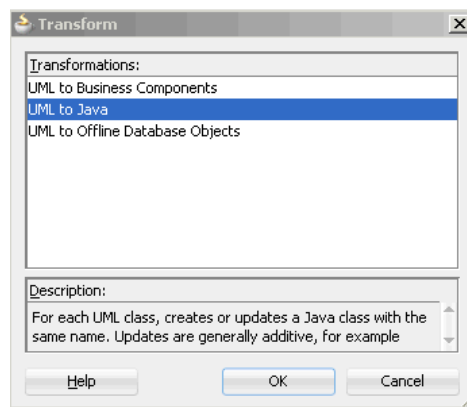 Transform
Transformations:
UML to Business Components
UML to Java
UML to Offline Database Objects
Description:
For each UML class, creates or updates a Java class with the
same name. Updates are generally additive, for example
Help
OK
Cancel